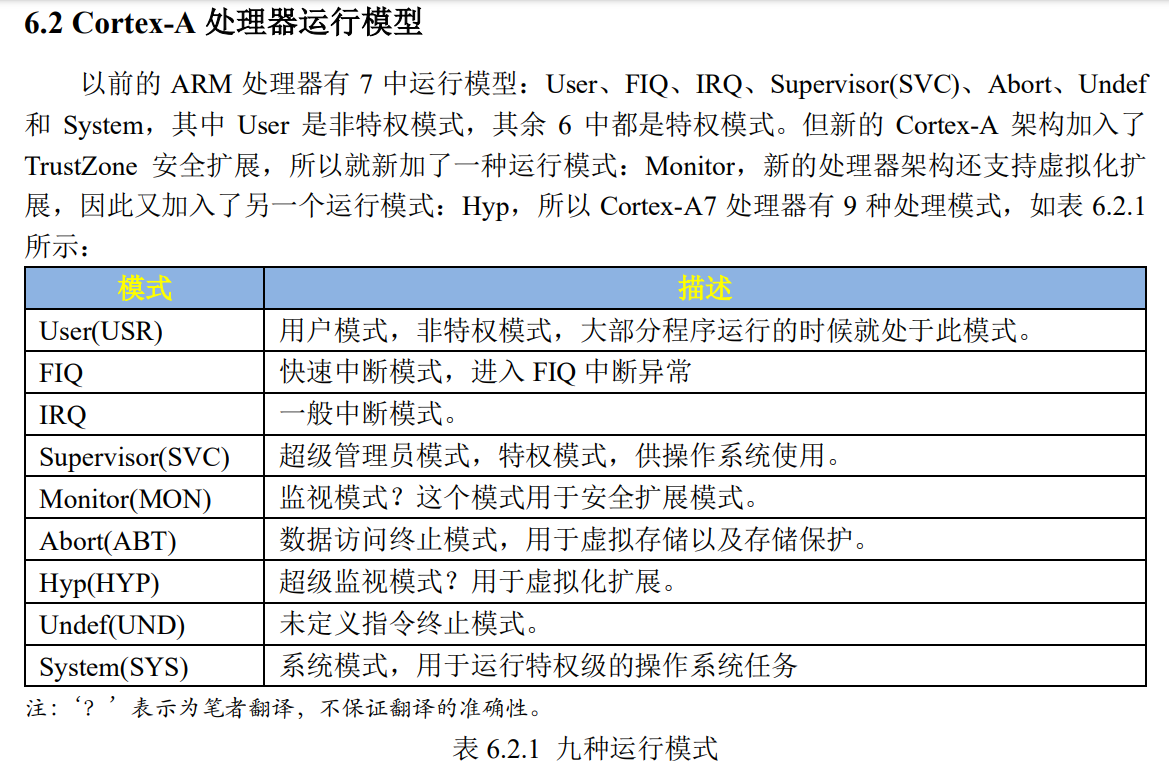 6.2 Cortex-A 处理器运行模型
以前的 ARM 处理器有 7 中运行模型：User、FIQ、IRQ、Supervisor(SVC)、Abort、Undef
和 System，其中 User 是非特权模式，其余 6 中都是特权模式。但新的 Cortex-A 架构加入了
TrustZone 安全扩展，所以就新加了一种运行模式：Monitor，新的处理器架构还支持虚拟化扩
展，因此又加入了另一个运行模式：Hyp，所以 Cortex-A7 处理器有 9 种处理模式，如表 6.2.1
所示：
模式 描述
User(USR) 用户模式，非特权模式，大部分程序运行的时候就处于此模式。
FIQ 快速中断模式，进入 FIQ 中断异常
IRQ 一般中断模式。
Supervisor(SVC) 超级管理员模式，特权模式，供操作系统使用。
Monitor(MON) 监视模式？这个模式用于安全扩展模式。
Abort(ABT) 数据访问终止模式，用于虚拟存储以及存储保护。
Hyp(HYP) 超级监视模式？用于虚拟化扩展。
Undef(UND) 未定义指令终止模式。
System(SYS) 系统模式，用于运行特权级的操作系统任务
注：‘？’表示为笔者翻译，不保证翻译的准确性。
表 6.2.1 九种运行模式